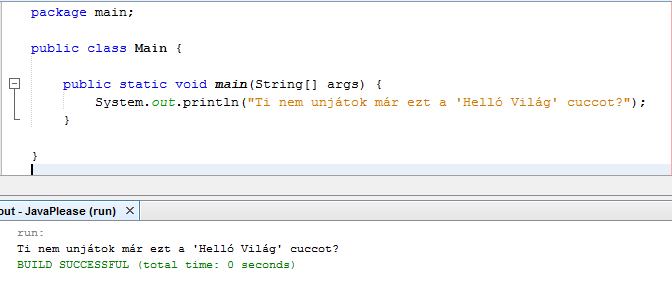 package main;
public class Main {
public static void main(String[] args) {
System.out.println("Ti nem unjátok már ezt a 'Helló Világ' cuccot?");
}
}
out - JavaPlease (run)
run:
Ti nem unjátok már ezt a 'Helló Világ' cuccot?
BUILD SUCCESSFUL (total time: 0 seconds)